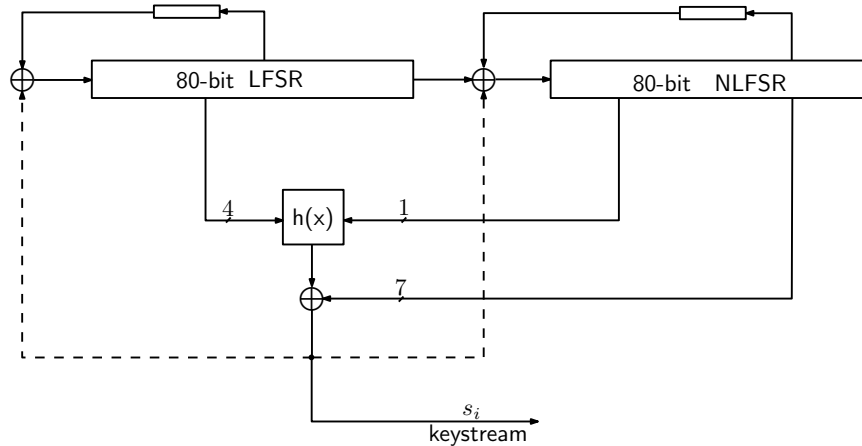 80-bit LFSR
80-bit NLFSR
4
h(x)
1
7
s_i
keystream